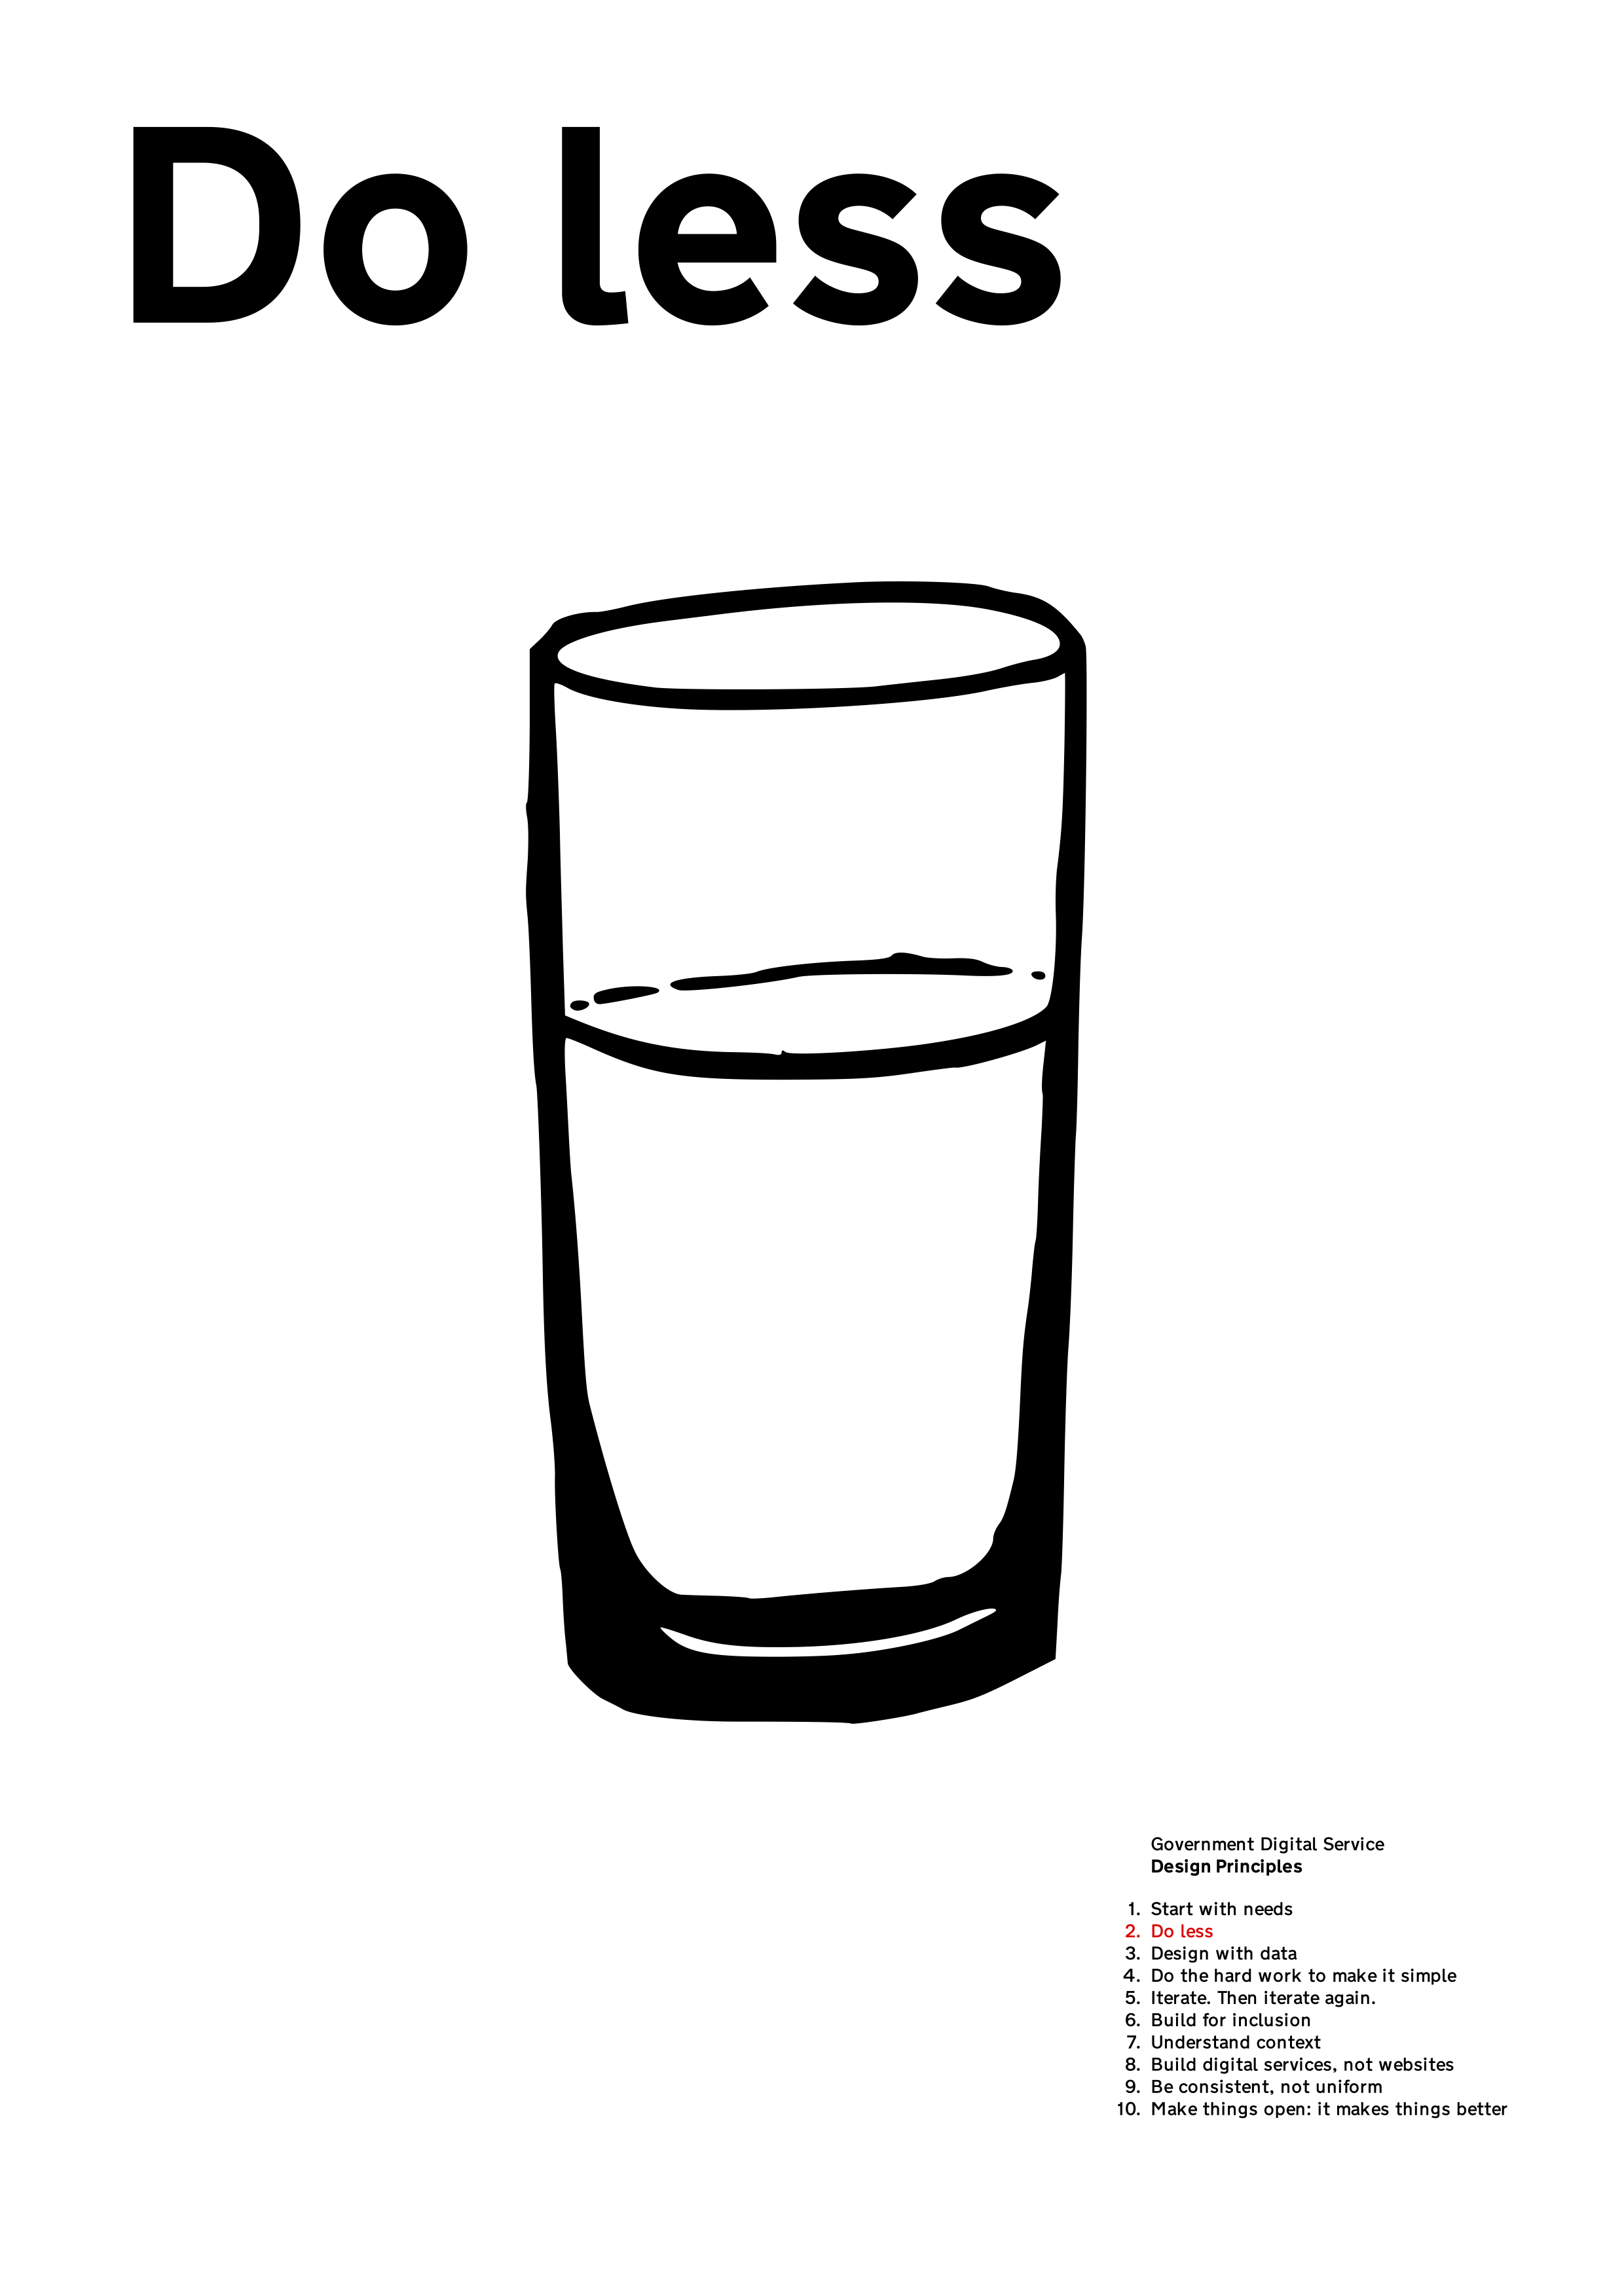 Do less
Government Digital Service
Design Principles
1. Start with needs
2. Do less
3. Design with data
4. Do the hard work to make it simple
5. Iterate. Then iterate again.
6. Build for inclusion
7. Understand context
8. Build digital services, not websites
9. Be consistent, not uniform
10. Make things open: it makes things better